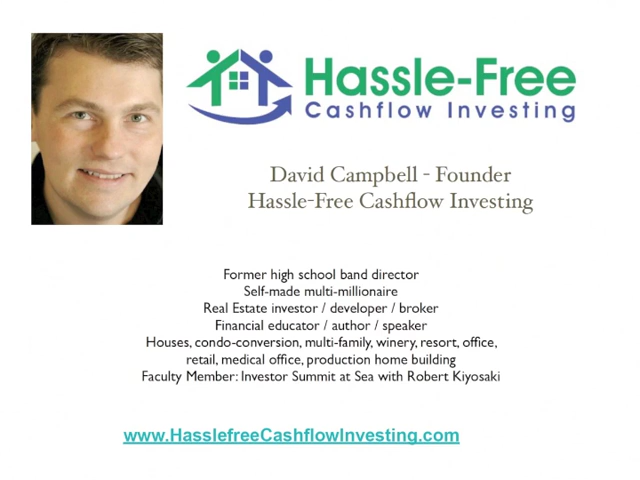 Hassle-Free
Cashflow Investing
David Campbell - Founder
Hassle-Free Cashflow Investing
Former high school band director
Self-made multi-millionaire
Real Estate investor / developer / broker
Financial educator / author / speaker
Houses, condo-conversion, multi-family, winery, resort, office,
retail, medical office, production home building
Faculty Member: Investor Summit at Sea with Robert Kiyosaki
www.HasslefreeCashflowInvesting.com